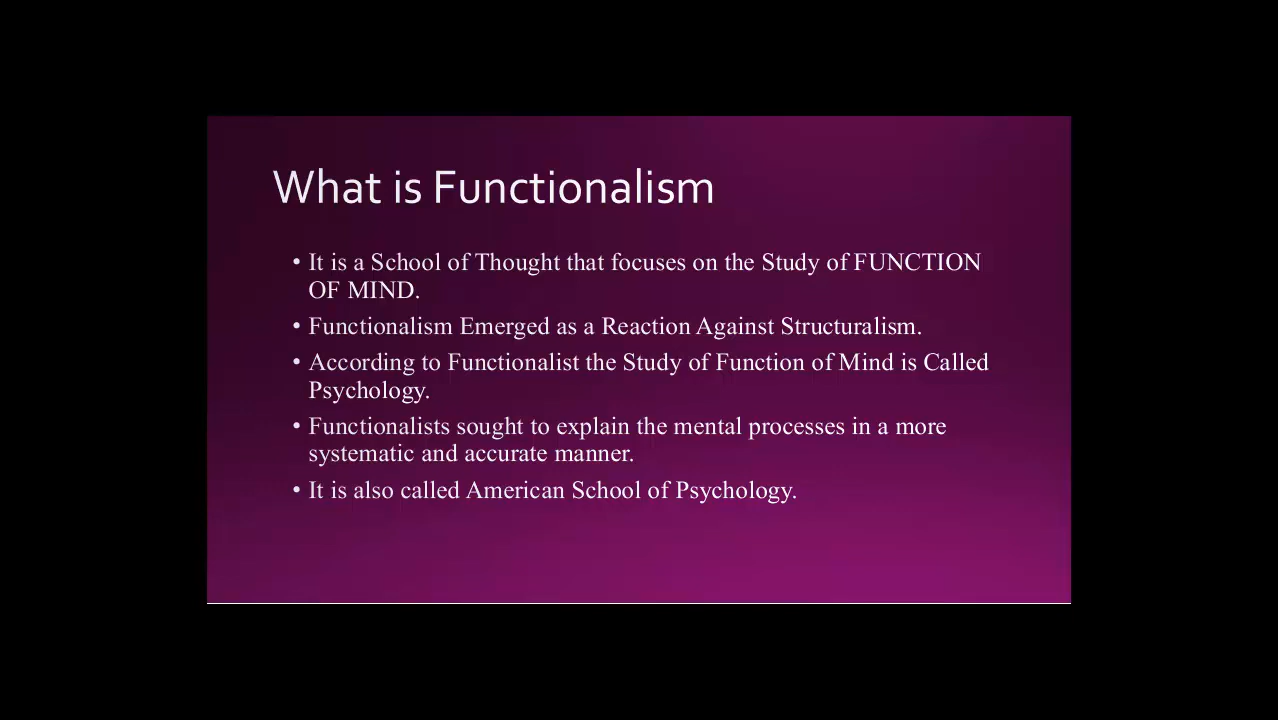 What is Functionalism
• It is a School of Thought that focuses on the Study of FUNCTION
OF MIND.
• Functionalism Emerged as a Reaction Against Structuralism.
• According to Functionalist the Study of Function of Mind is Called
Psychology.
• Functionalists sought to explain the mental processes in a more
systematic and accurate manner.
• It is also called American School of Psychology.